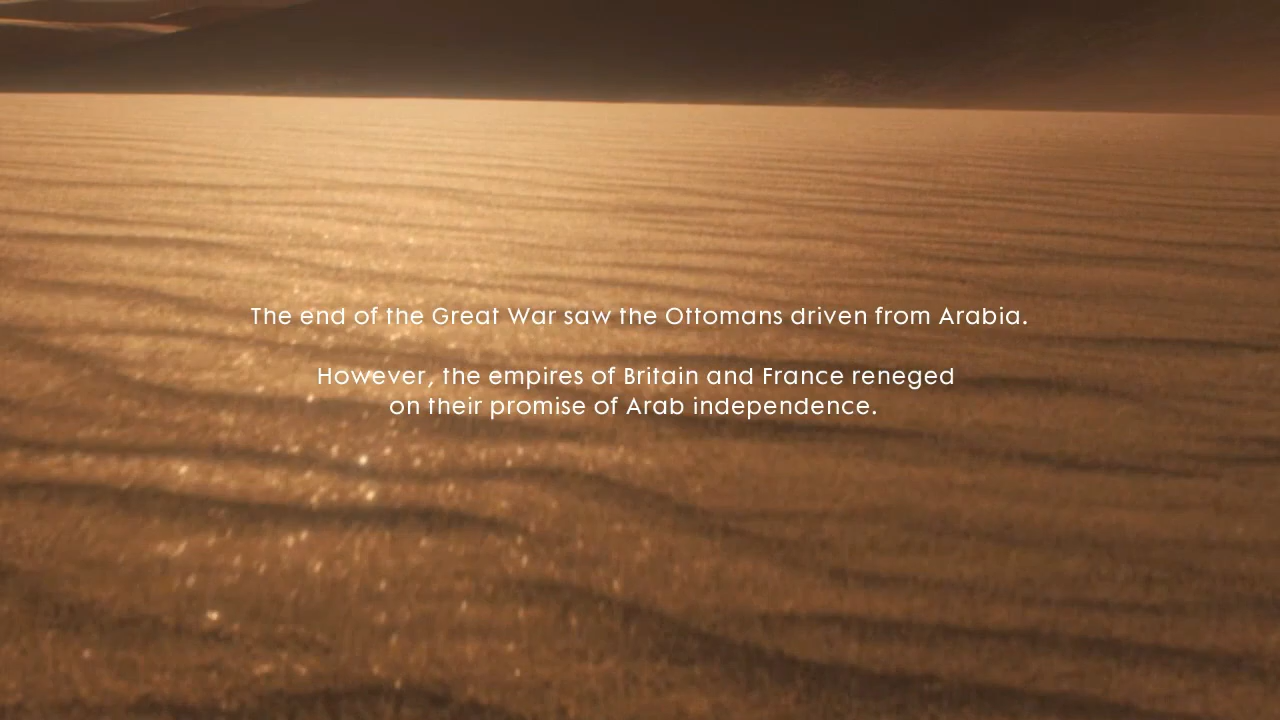 The end of the Great War saw the Ottomans driven from Arabia.
However, the empires of Britain and France reneged
on their promise of Arab independence.